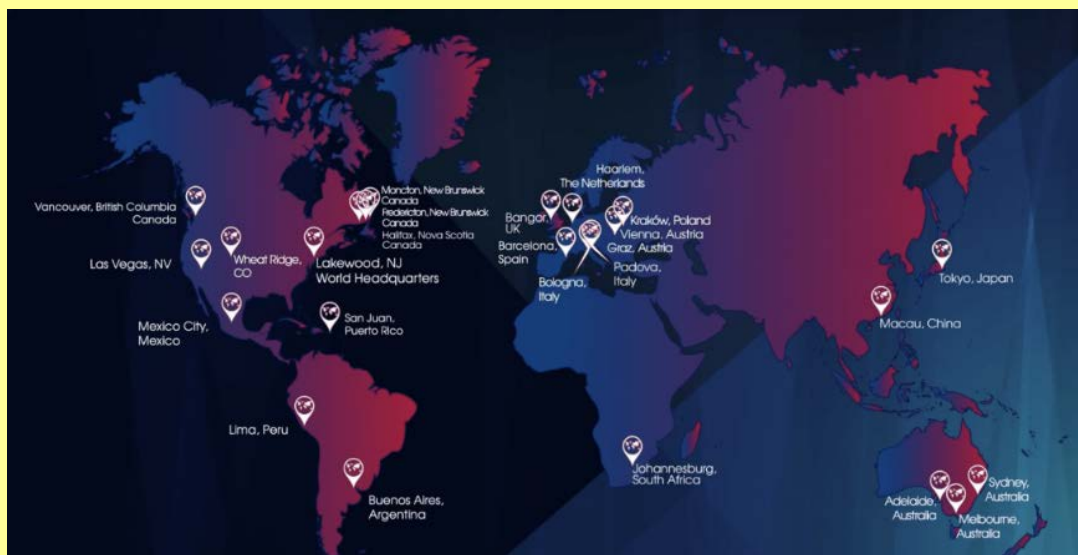 Vancouver, British Columbia
Canada
Las Vegas, NV
Wheat Ridge,
CO
Mexico City,
Mexico
Moncton, New Brunswick
Canada
Fredericton, New Brunswick
Canada
Halifax, Nova Scotia
Canada
Lakewood, NJ
World Headquarters
San Juan,
Puerto Rico
Lima, Peru
Buenos Aires,
Argentina
Haarlem,
The Netherlands
Bangor,
UK
Barcelona,
Spain
Kraków, Poland
Vienna, Austria
Graz, Austria
Padova,
Italy
Bologna,
Italy
Johannesburg,
South Africa
Tokyo, Japan
Macau, China
Adelaide,
Australia
Sydney,
Australia
Melbourne,
Australia